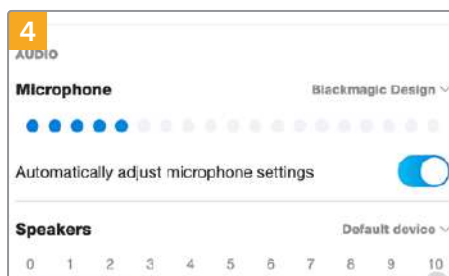 4
AUDIO
Microphone Blackmagic Design
Automatically adjust microphone settings
Speakers Default device
0 1 2 3 4 5 6 7 8 9 10